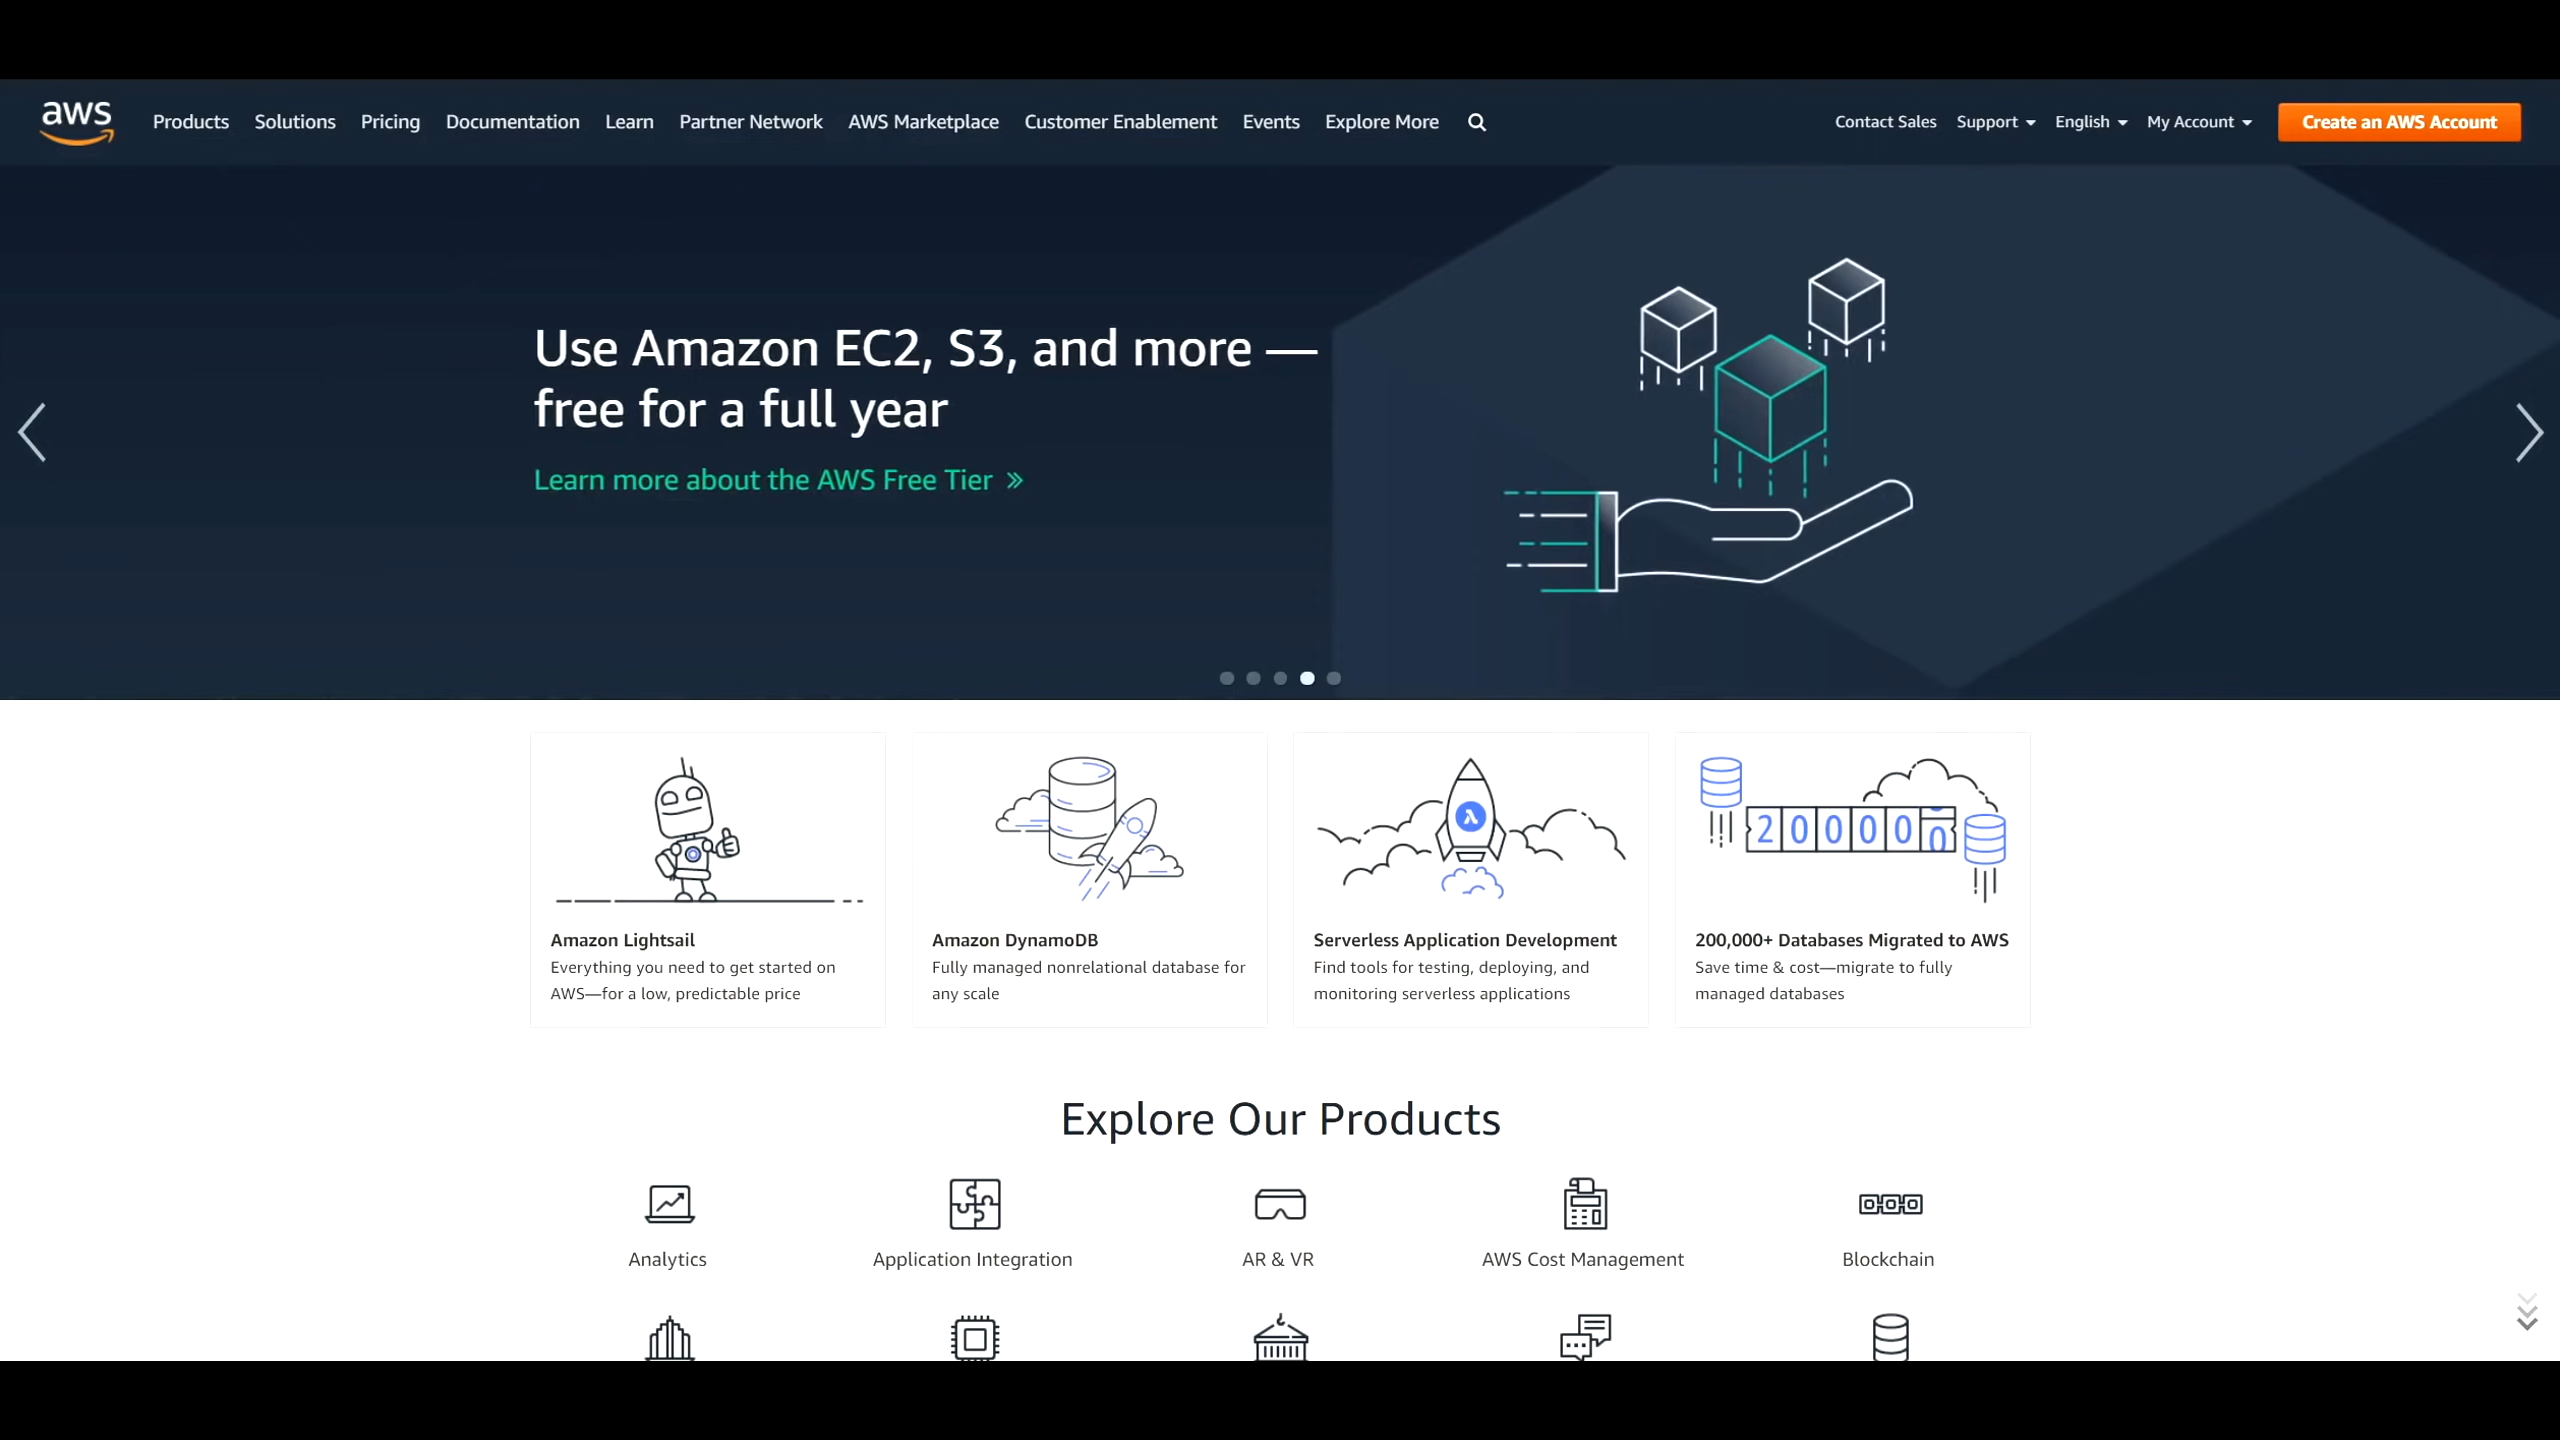 aws
Products Solutions Pricing Documentation Learn Partner Network AWS Marketplace Customer Enablement Events Explore More
Contact Sales Support English My Account Create an AWS Account
Use Amazon EC2, S3, and more —
free for a full year
Learn more about the AWS Free Tier »
200000
Amazon Lightsail
Everything you need to get started on
AWS—for a low, predictable price
Amazon DynamoDB
Fully managed nonrelational database for
any scale
Serverless Application Development
Find tools for testing, deploying, and
monitoring serverless applications
200,000+ Databases Migrated to AWS
Save time & cost—migrate to fully
managed databases
Explore Our Products
Analytics
Application Integration
AR & VR
AWS Cost Management
Blockchain